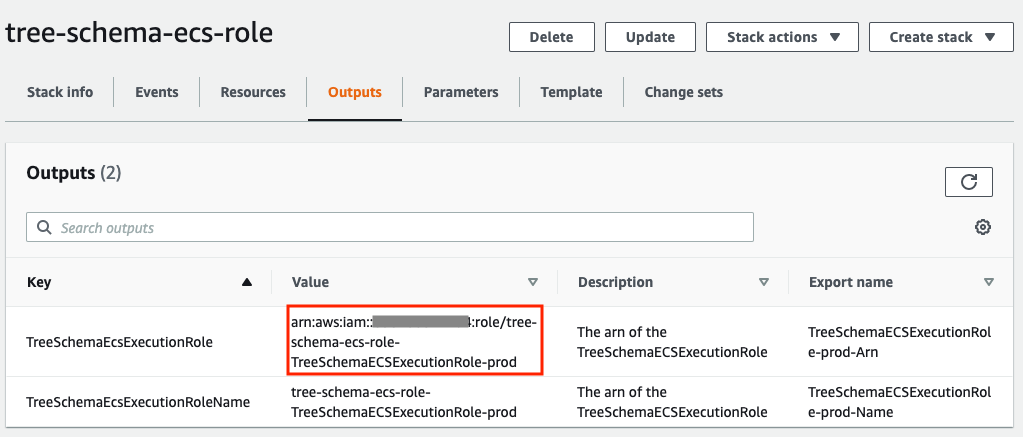 tree-schema-ecs-role
Delete
Update
Stack actions
Create stack
Stack info
Events
Resources
Outputs
Parameters
Template
Change sets
Outputs (2)
Search outputs
Key
Value
Description
Export name
TreeSchemaEcsExecutionRole
arn:aws:iam::4:role/tree-
schema-ecs-role-
TreeSchemaECSExecutionRole-prod
The arn of the
TreeSchemaECSExecutionRole
TreeSchemaECSExecutionRol
e-prod-Arn
TreeSchemaEcsExecutionRoleName
tree-schema-ecs-role-
TreeSchemaECSExecutionRole-prod
The arn of the
TreeSchemaECSExecutionRole
TreeSchemaECSExecutionRol
e-prod-Name